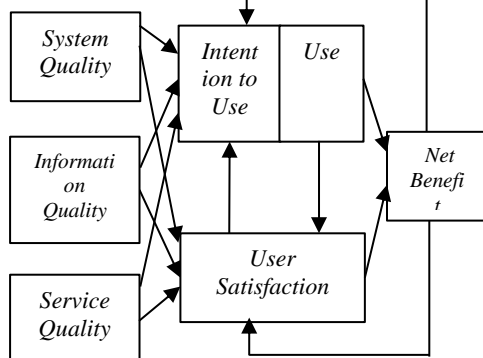 System
Quality
Intent
ion to
Use
Use
Informati
on
Quality
Net
Benefi
t
User
Satisfaction
Service
Quality